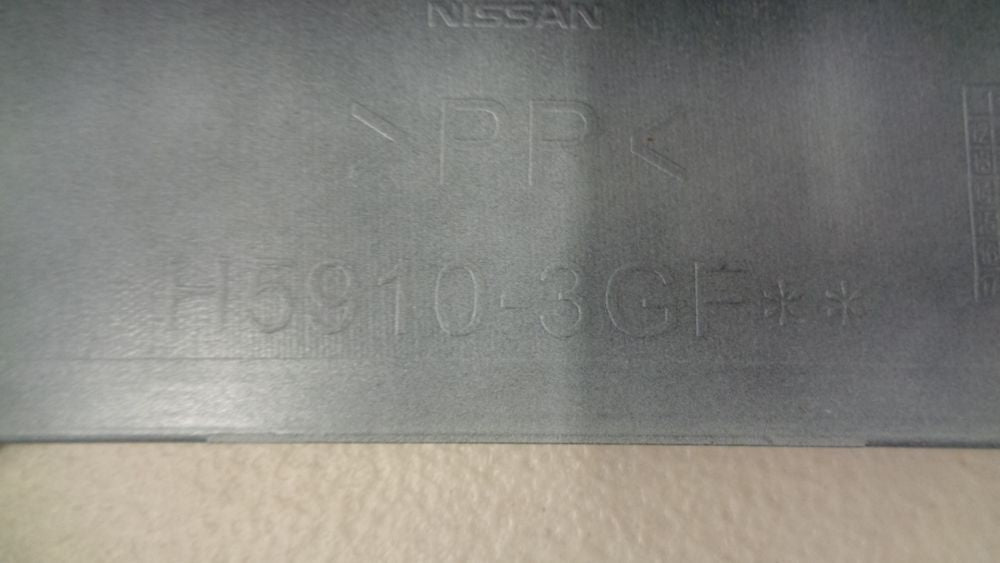 NISSAN
>PP<
H5910-3GF**